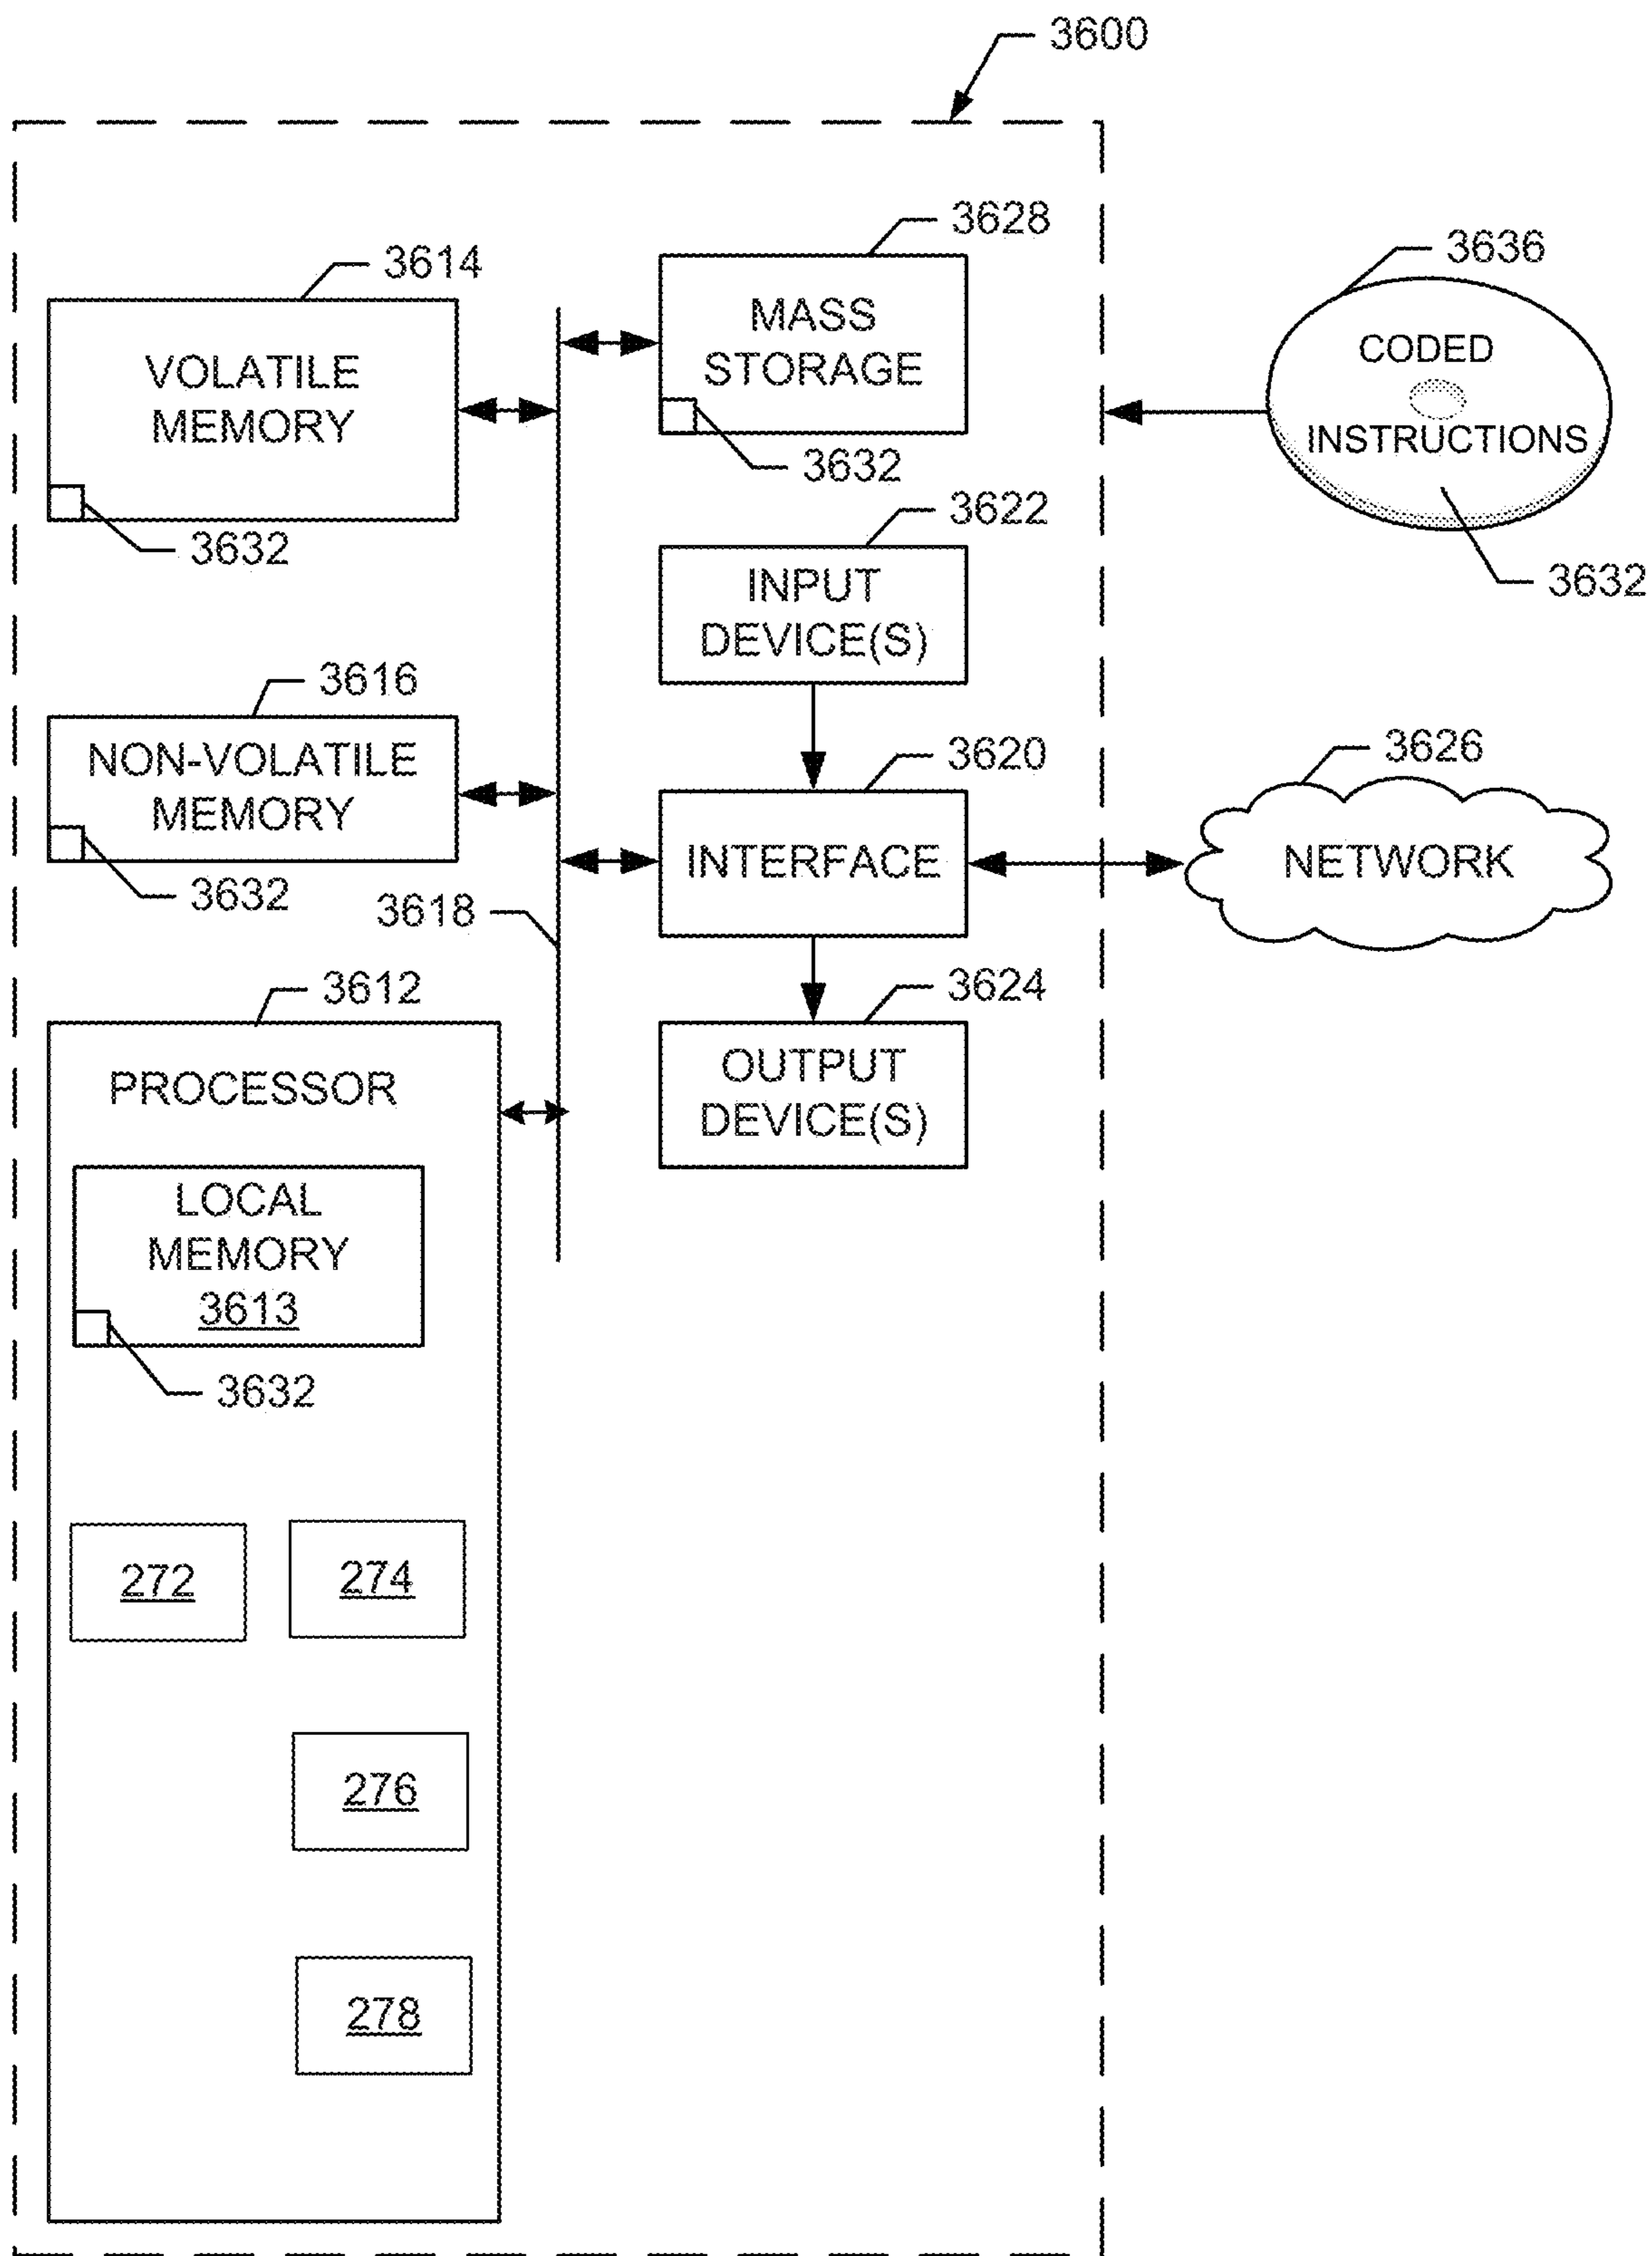 3600
3628
3614
MASS
STORAGE
3636
CODED
INSTRUCTIONS
VOLATILE
MEMORY
3632
3632
3622
INPUT
DEVICE(S)
3632
3616
NON-VOLATILE
MEMORY
3620
3626
INTERFACE
NETWORK
3632
3618
3612
3624
PROCESSOR
OUTPUT
DEVICE(S)
LOCAL
MEMORY
3613
3632
272
274
276
278